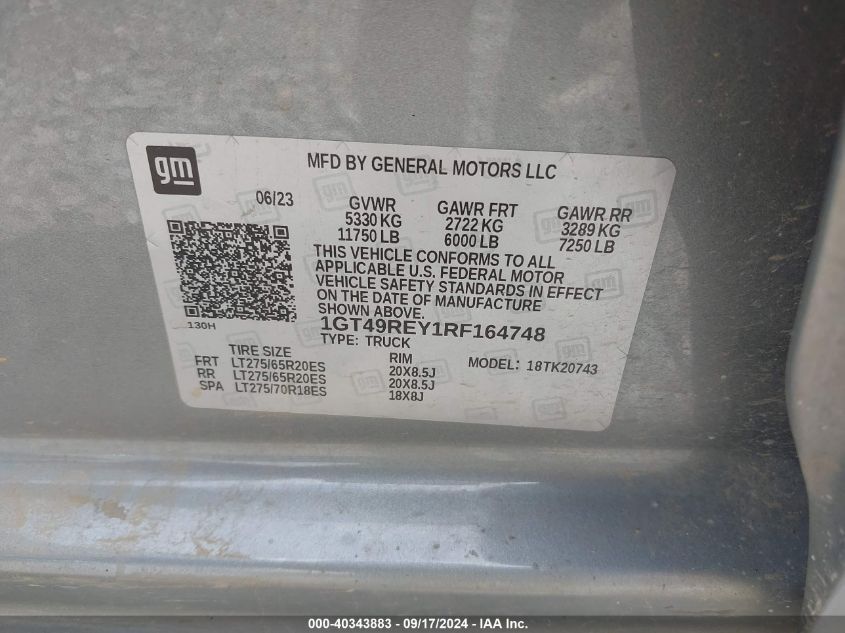 gm
MFD BY GENERAL MOTORS LLC
06/23
GVWR
5330 KG
11750 LB
GAWR FRT
2722 KG
6000 LB
GAWR RR
3289 KG
7250 LB
THIS VEHICLE CONFORMS TO ALL
APPLICABLE U.S. FEDERAL MOTOR
VEHICLE SAFETY STANDARDS IN EFFECT
ON THE DATE OF MANUFACTURE
SHOWN ABOVE.
130H
1GT49REY1RF164748
TYPE: TRUCK
MODEL: 18TK20743
TIRE SIZE RIM
FRT LT275/65R20ES 20X8.5J
RR LT275/65R20ES 20X8.5J
SPA LT275/70R18ES 18X8J
000-40343883 - 09/17/2024 - IAA Inc.